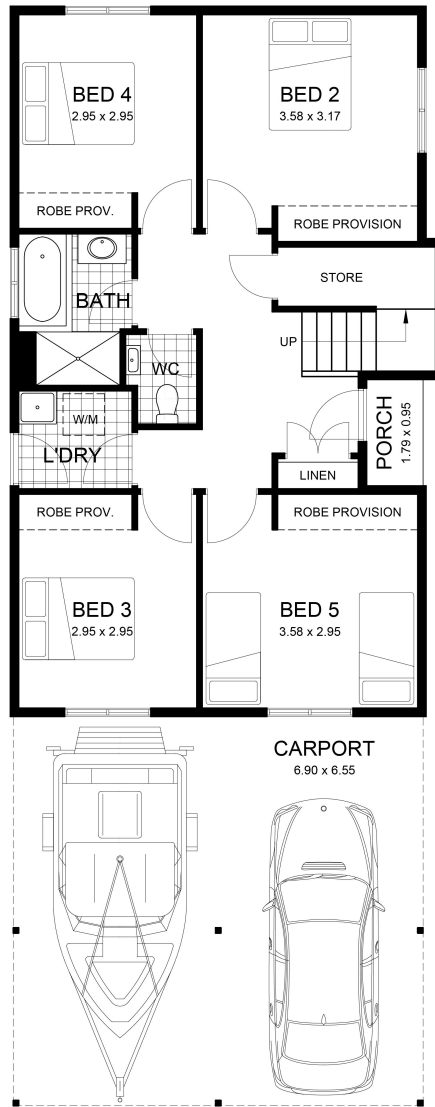 BED 4
2.95 x 2.95
BED 2
3.58 x 3.17
ROBE PROV.
ROBE PROVISION
BATH
STORE
UP
WC
W/M
L'DRY
PORCH
1.79 x 0.95
LINEN
ROBE PROV.
ROBE PROVISION
BED 3
2.95 x 2.95
BED 5
3.58 x 2.95
CARPORT
6.90 x 6.55